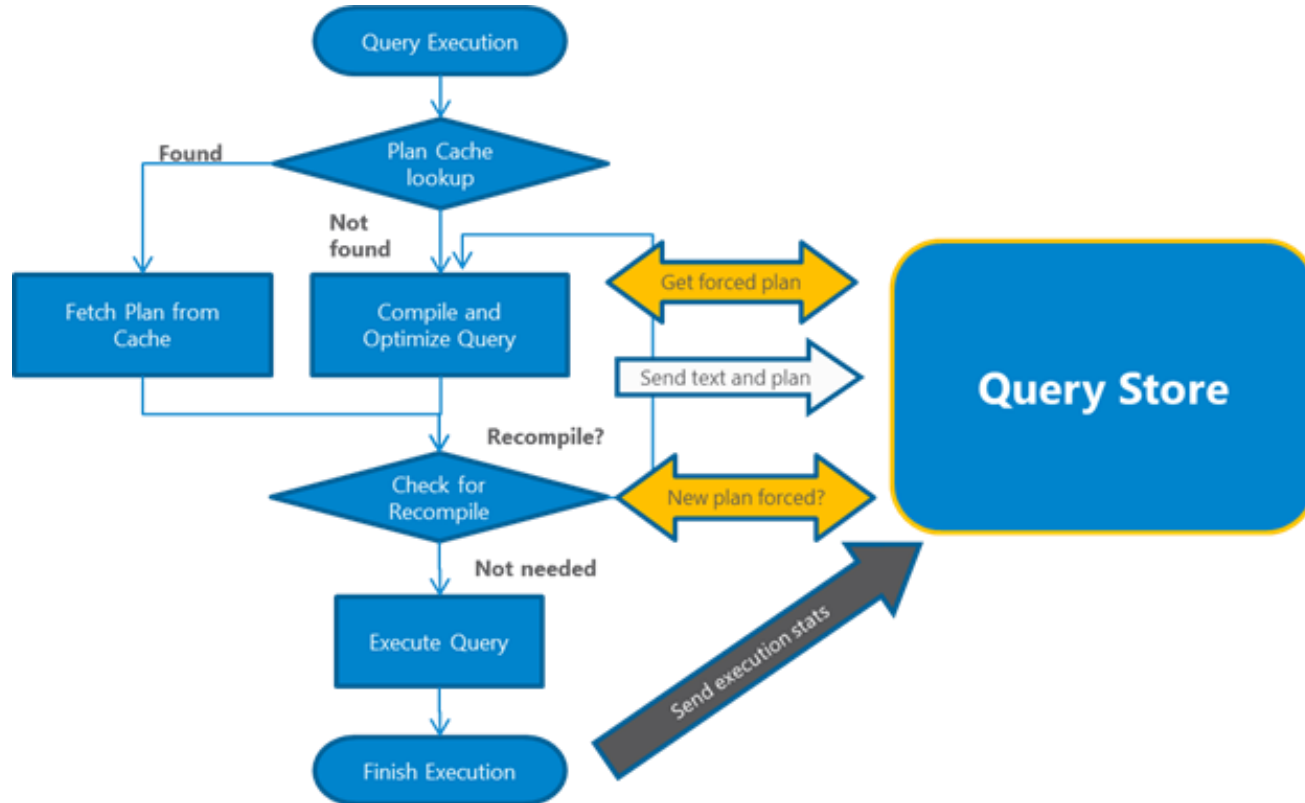 Query Execution
Found
Plan Cache
lookup
Not
found
Fetch Plan from
Cache
Compile and
Optimize Query
Get forced plan
Send text and plan
Query Store
Recompile?
Check for
Recompile
New plan forced?
Not needed
Execute Query
Send execution stats
Finish Execution